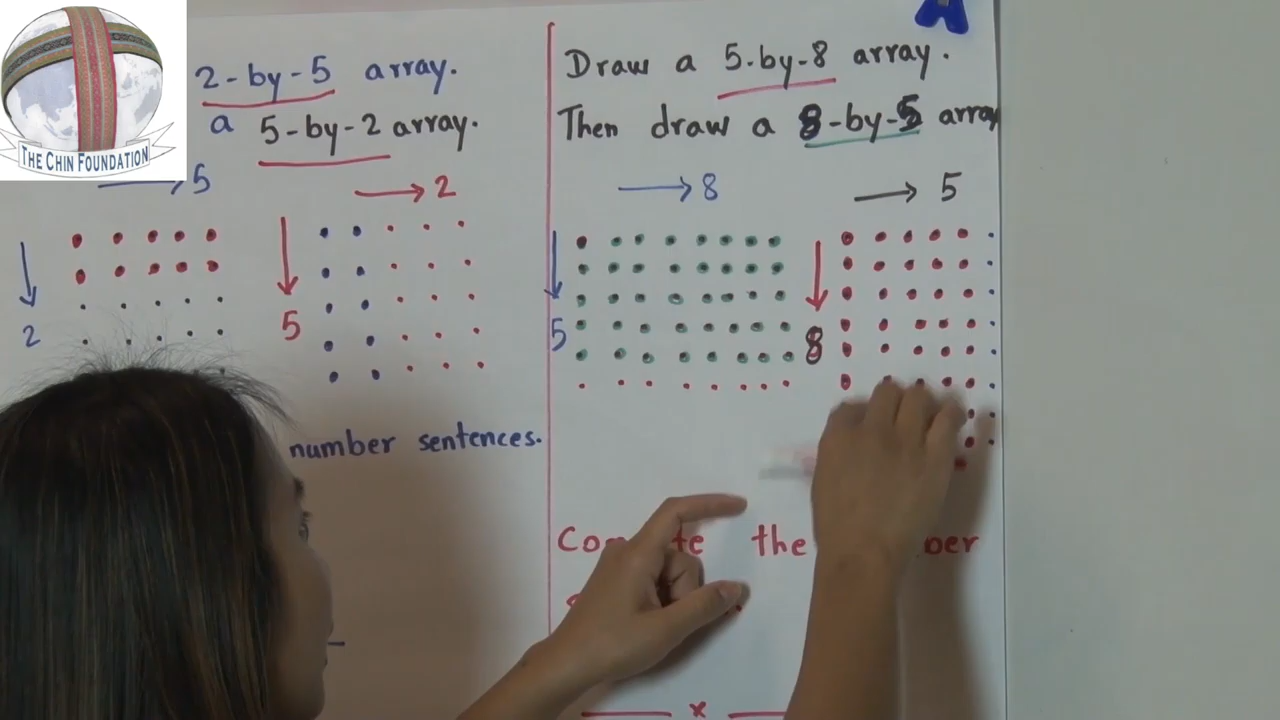 THE CHIN FOUNDATION
2-by-5 array.
a 5-by-2 array.
5
2
2
5
number sentences.
A
Draw a 5-by-8 array.
Then draw a 8-by-5 array
8
5
5
8
the
x